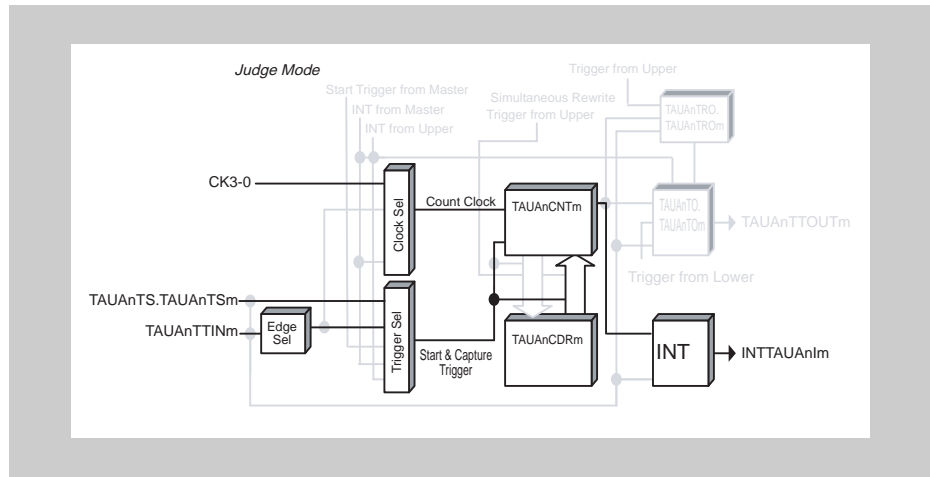 Judge Mode
Trigger from Upper
Start Trigger from Master
Simultaneous Rewrite
Trigger from Upper
INT from Master
INT from Upper
TAUAnTRO.
TAUAnTROm
CK3-0
Clock Sel
Count Clock
TAUAnCNTm
TAUAnTO.
TAUAnTOm
TAUAnTTOUTm
Trigger from Lower
TAUAnTS.TAUAnTSm
TAUAnTTINm
Edge
Sel
Trigger Sel
Start & Capture
Trigger
TAUAnCDRm
INT
INTTAUAnIm